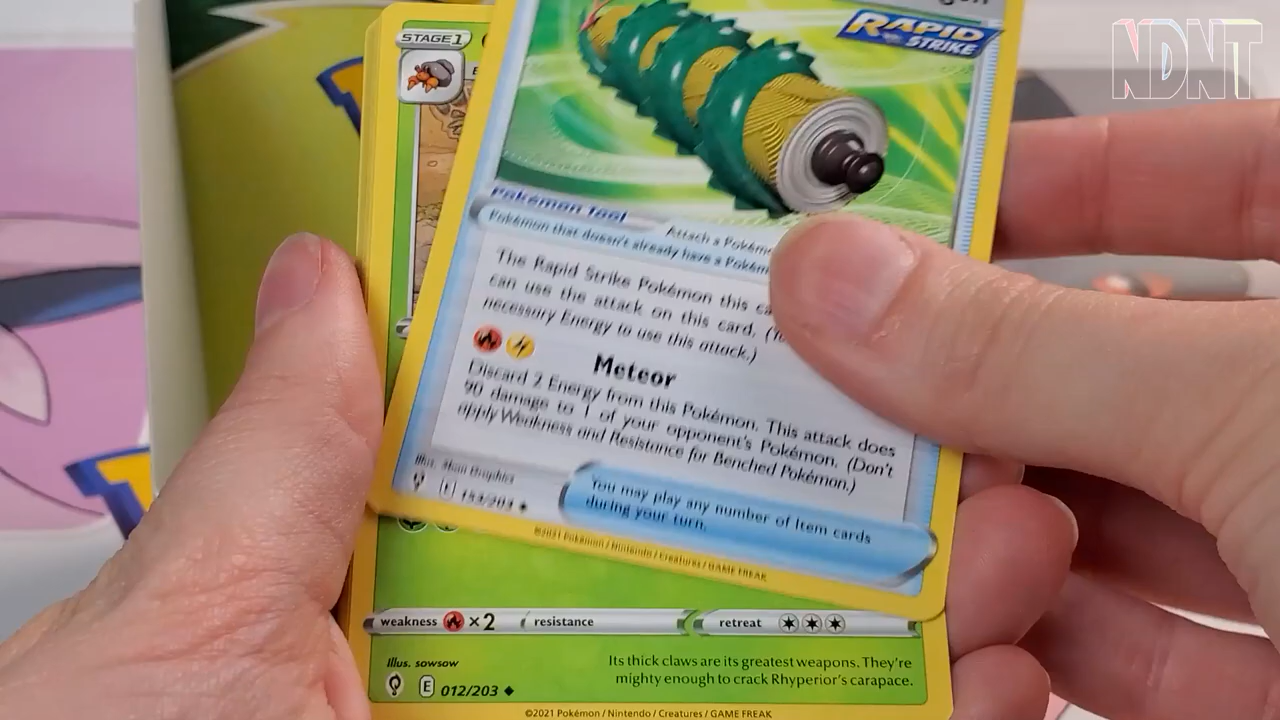 NDNT
STAGE 1
RAPID
STRIKE
Pokémon Tool
Attach a Pokémo
Pokémon that doesn't already have a Pokém
The Rapid Strike Pokémon this ca
can use the attack on this card.
necessary Energy to use this attack.)
Meteor
Discard 2 Energy from this Pokémon. This attack does
90 damage to 1 of your opponent's Pokémon. (Don't
apply Weakness and Resistance for Benched Pokémon.)
Illus.
E
/203
You may play any number of Item cards
during your turn.
©2021 Pokémon / Nintendo / Creatures / GAME FREAK
weakness ×2 resistance retreat
Illus. sowsow
Its thick claws are its greatest weapons. They're
mighty enough to crack Rhyperior's carapace.
E 012/203
©2021 Pokémon / Nintendo / Creatures / GAME FREAK